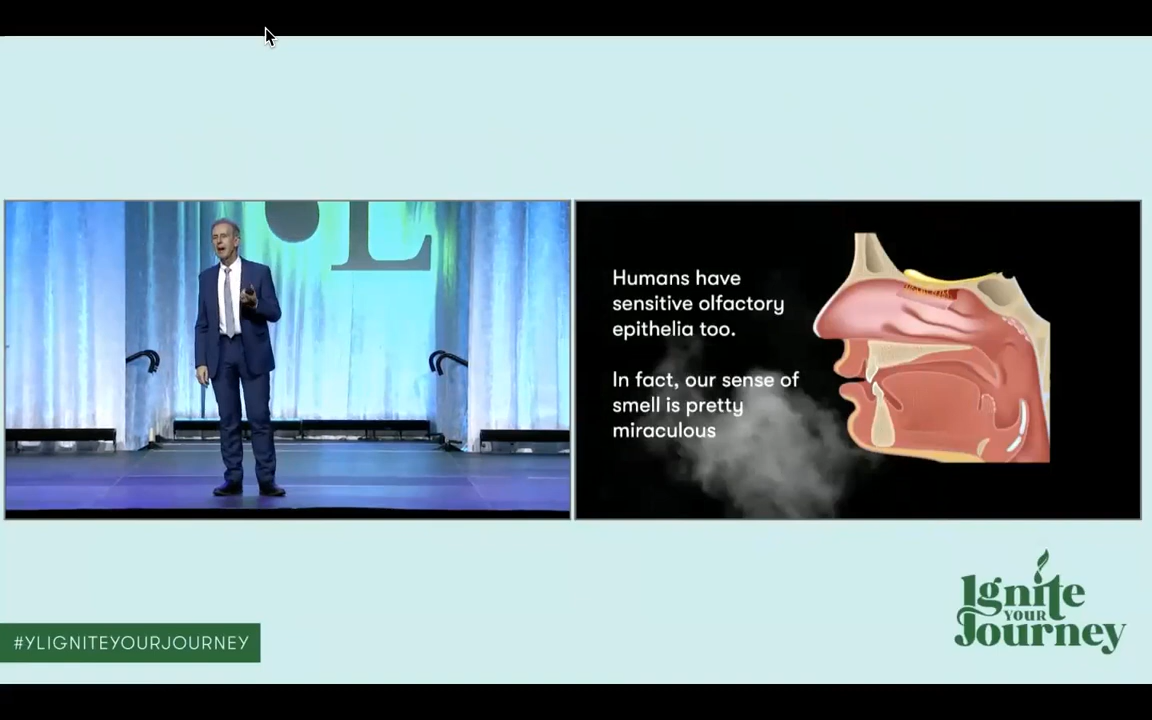 L
Humans have
sensitive olfactory
epithelia too.
In fact, our sense of
smell is pretty
miraculous
#YLIGNITEYOURJOURNEY
Ignite
YOUR
Journey